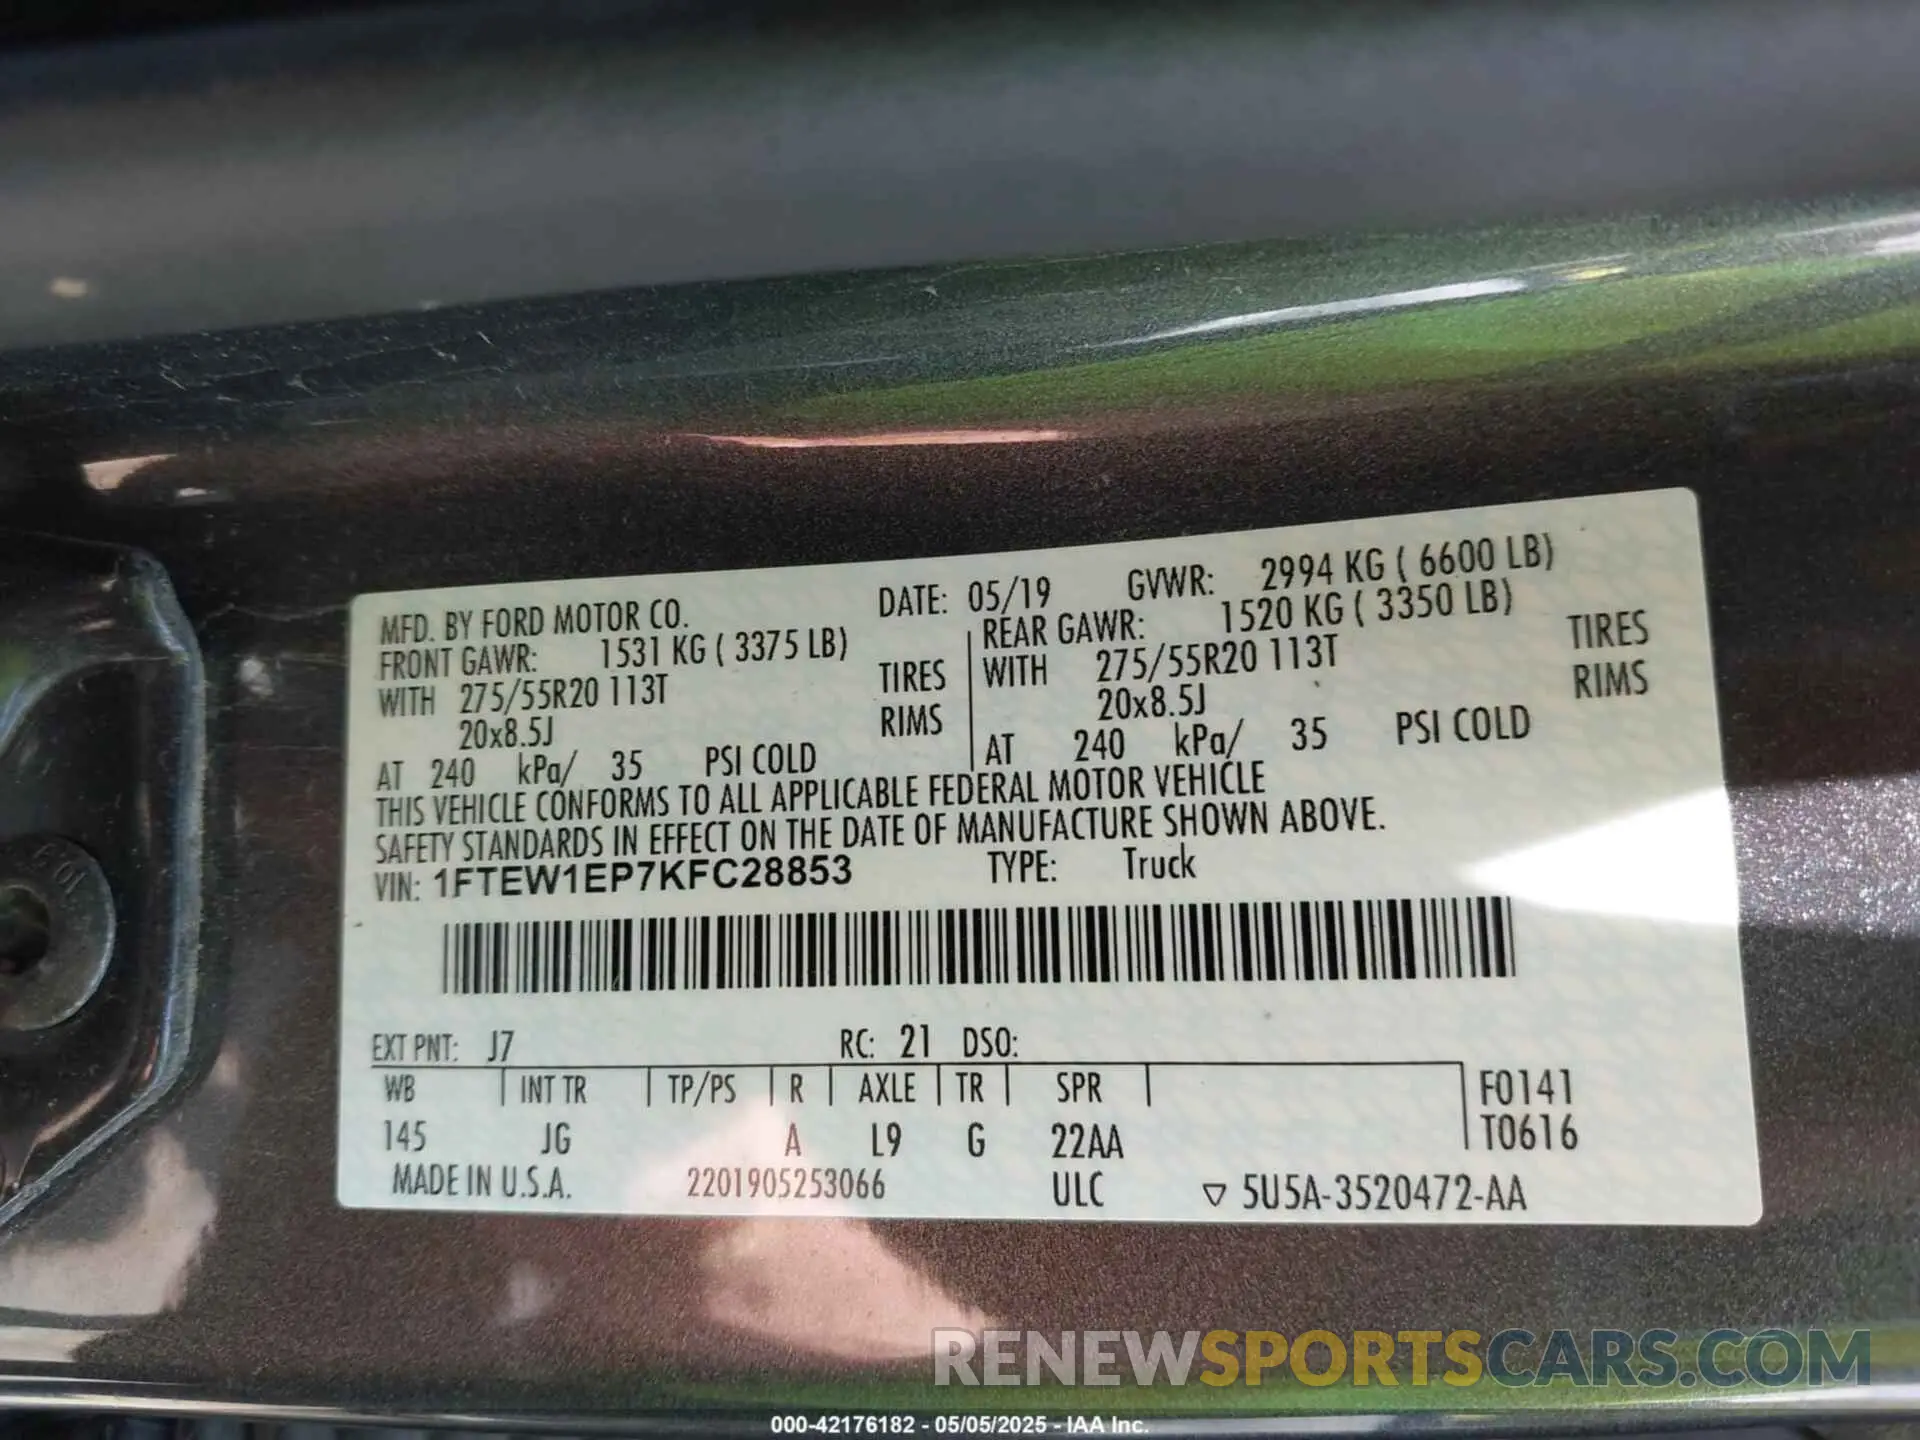 MFD. BY FORD MOTOR CO. DATE: 05/19 GVWR: 2994 KG ( 6600 LB)
FRONT GAWR: 1531 KG ( 3375 LB) REAR GAWR: 1520 KG ( 3350 LB)
WITH 275/55R20 113T TIRES WITH 275/55R20 113T TIRES
20x8.5J RIMS 20x8.5J RIMS
AT 240 kPa/ 35 PSI COLD AT 240 kPa/ 35 PSI COLD
THIS VEHICLE CONFORMS TO ALL APPLICABLE FEDERAL MOTOR VEHICLE
SAFETY STANDARDS IN EFFECT ON THE DATE OF MANUFACTURE SHOWN ABOVE.
VIN: 1FTEW1EP7KFC28853 TYPE: Truck
EXT PNT: J7 RC: 21 DSO:
WB INT TR TP/PS R AXLE TR SPR F0141
145 JG A L9 G 22AA T0616
MADE IN U.S.A. 2201905253066 ULC ▽ 5U5A-3520472-AA
RENEWSPORTSCARS.COM
000-42176182 - 05/05/2025 - IAA Inc.